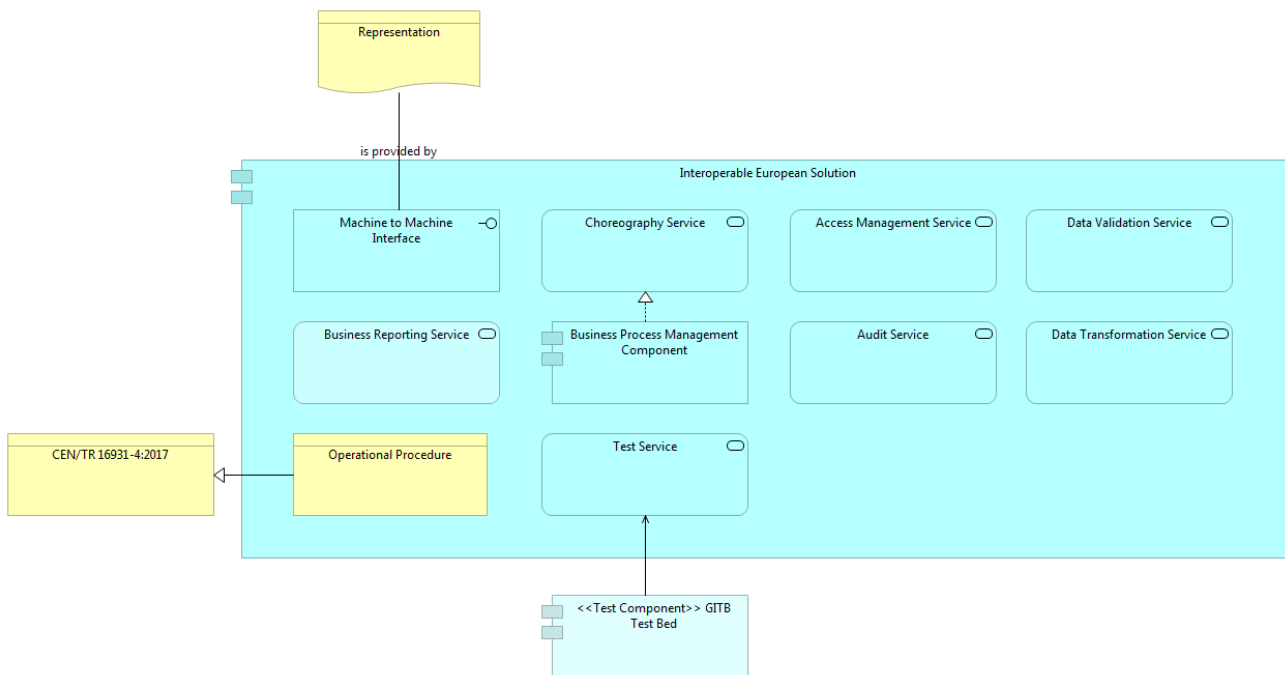 Representation
is provided by
Interoperable European Solution
Machine to Machine
Interface
Choreography Service
Access Management Service
Data Validation Service
Business Reporting Service
Business Process Management
Component
Audit Service
Data Transformation Service
CEN/TR 16931-4:2017
Operational Procedure
Test Service
<<Test Component>> GITB
Test Bed